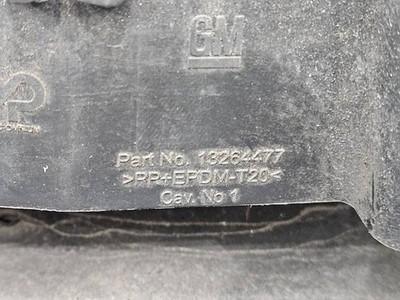 GM
Part No. 13264477
>PP+EPDM-T20<
Cav. No 1